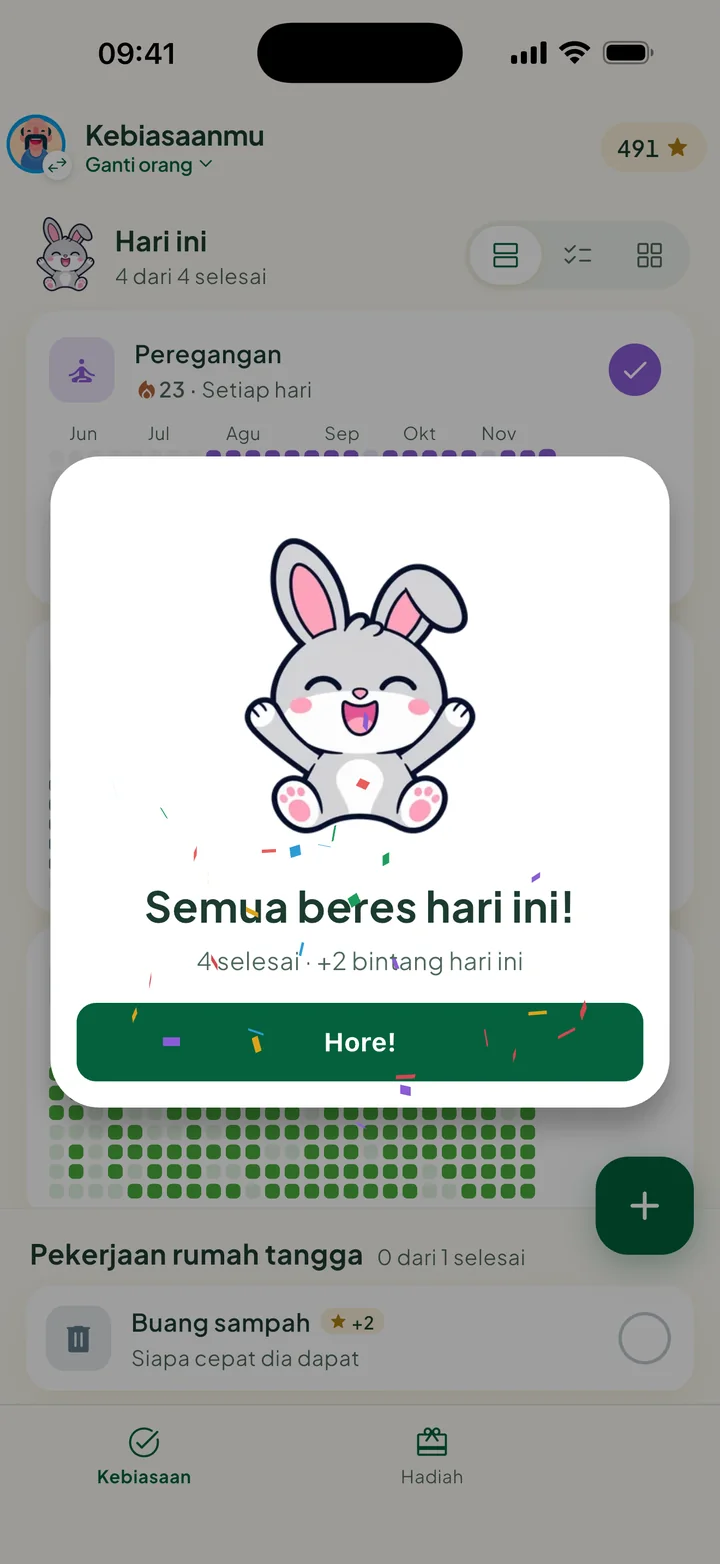 09:41
Kebiasaanmu
Ganti orang
491
Hari ini
4 dari 4 selesai
Peregangan
23 · Setiap hari
Jun Jul Agu Sep Okt Nov
Semua beres hari ini!
4 selesai · +2 bintang hari ini
Hore!
Pekerjaan rumah tangga 0 dari 1 selesai
Buang sampah +2
Siapa cepat dia dapat
Kebiasaan Hadiah